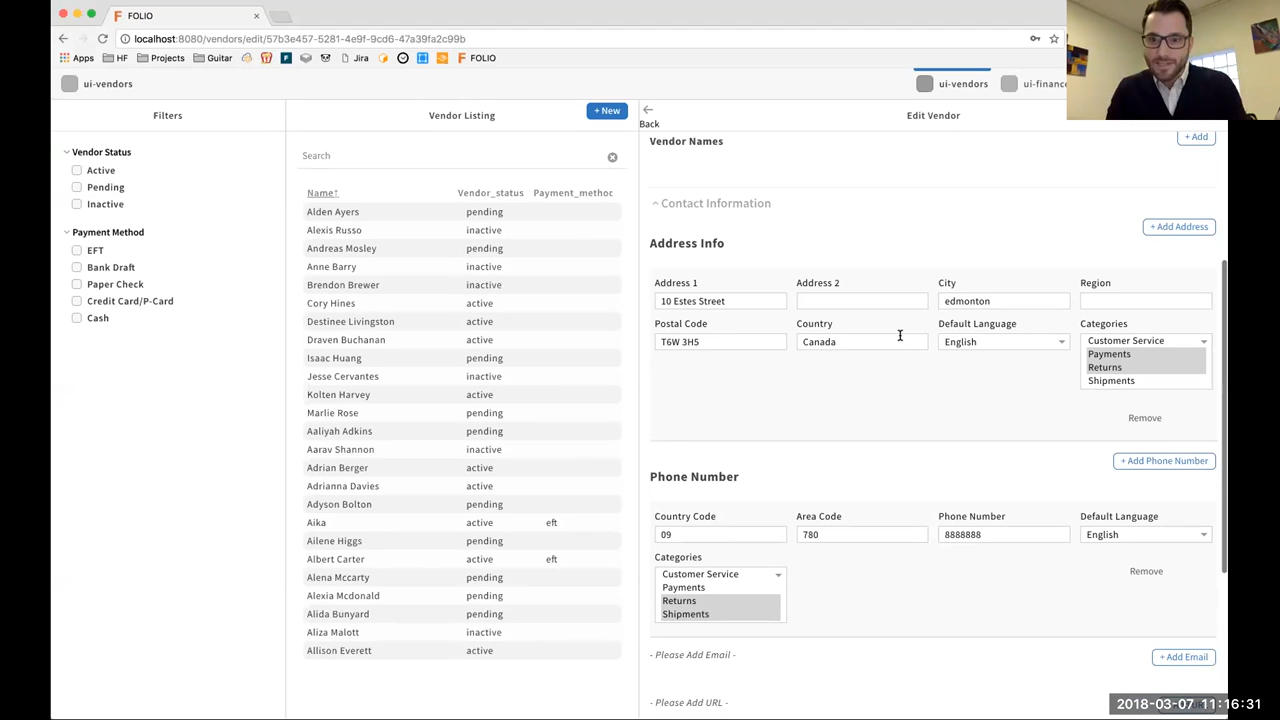 FOLIO
localhost:8080/vendors/edit/57b3e457-5281-4e9f-9cd6-47a39fa2c99b
Apps HF Projects Guitar Jira FOLIO
ui-vendors
ui-vendors ui-finance
Filters
Vendor Status
Active
Pending
Inactive
Payment Method
EFT
Bank Draft
Paper Check
Credit Card/P-Card
Cash
Vendor Listing + New
Search
Name↑ Vendor_status Payment_method
Alden Ayers pending
Alexis Russo inactive
Andreas Mosley pending
Anne Barry inactive
Brendon Brewer inactive
Cory Hines active
Destinee Livingston active
Draven Buchanan active
Isaac Huang pending
Jesse Cervantes inactive
Kolten Harvey active
Marlie Rose pending
Aaliyah Adkins pending
Aarav Shannon inactive
Adrian Berger active
Adrianna Davies active
Adyson Bolton pending
Aika active eft
Ailene Higgs pending
Albert Carter active eft
Alena Mccarty pending
Alexia Mcdonald pending
Alida Bunyard pending
Aliza Malott inactive
Allison Everett active
← Back
Edit Vendor
Vendor Names + Add
Contact Information
+ Add Address
Address Info
Address 1 Address 2 City Region
10 Estes Street edmonton
Postal Code Country Default Language Categories
T6W 3H5 Canada English Customer Service
Payments
Returns
Shipments
Remove
+ Add Phone Number
Phone Number
Country Code Area Code Phone Number Default Language
09 780 8888888 English
Categories
Customer Service
Payments
Returns
Shipments
Remove
- Please Add Email - + Add Email
- Please Add URL -
2018-03-07 11:16:31